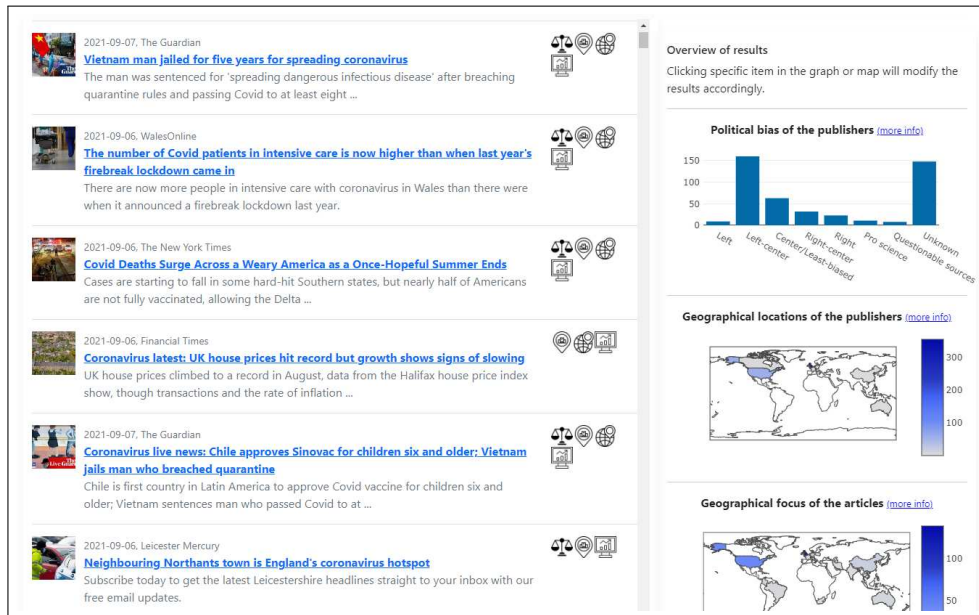 2021-09-07, The Guardian
Vietnam man jailed for five years for spreading coronavirus
The man was sentenced for 'spreading dangerous infectious disease' after breaching
quarantine rules and passing Covid to at least eight ...
2021-09-06, WalesOnline
The number of Covid patients in intensive care is now higher than when last year's
firebreak lockdown came in
There are now more people in intensive care with coronavirus in Wales than there were
when it announced a firebreak lockdown last year.
2021-09-06, The New York Times
Covid Deaths Surge Across a Weary America as a Once-Hopeful Summer Ends
Cases are starting to fall in some hard-hit Southern states, but nearly half of Americans
are not fully vaccinated, allowing the Delta ...
2021-09-06, Financial Times
Coronavirus latest: UK house prices hit record but growth shows signs of slowing
UK house prices climbed to a record in August, data from the Halifax house price index
show, though transactions and the rate of inflation ...
2021-09-07, The Guardian
Coronavirus live news: Chile approves Sinovac for children six and older; Vietnam
jails man who breached quarantine
Chile is first country in Latin America to approve Covid vaccine for children six and
older; Vietnam sentences man who passed Covid to at ...
2021-09-06, Leicester Mercury
Neighbouring Northants town is England's coronavirus hotspot
Subscribe today to get the latest Leicestershire headlines straight to your inbox with our
free email updates.
Overview of results
Clicking specific item in the graph or map will modify the
results accordingly.
Political bias of the publishers (more info)
150
100
50
0
Left
Left-center
Center/Least-biased
Right-center
Right
Pro science
Questionable sources
Unknown
Geographical locations of the publishers (more info)
300
200
100
Geographical focus of the articles (more info)
100
50